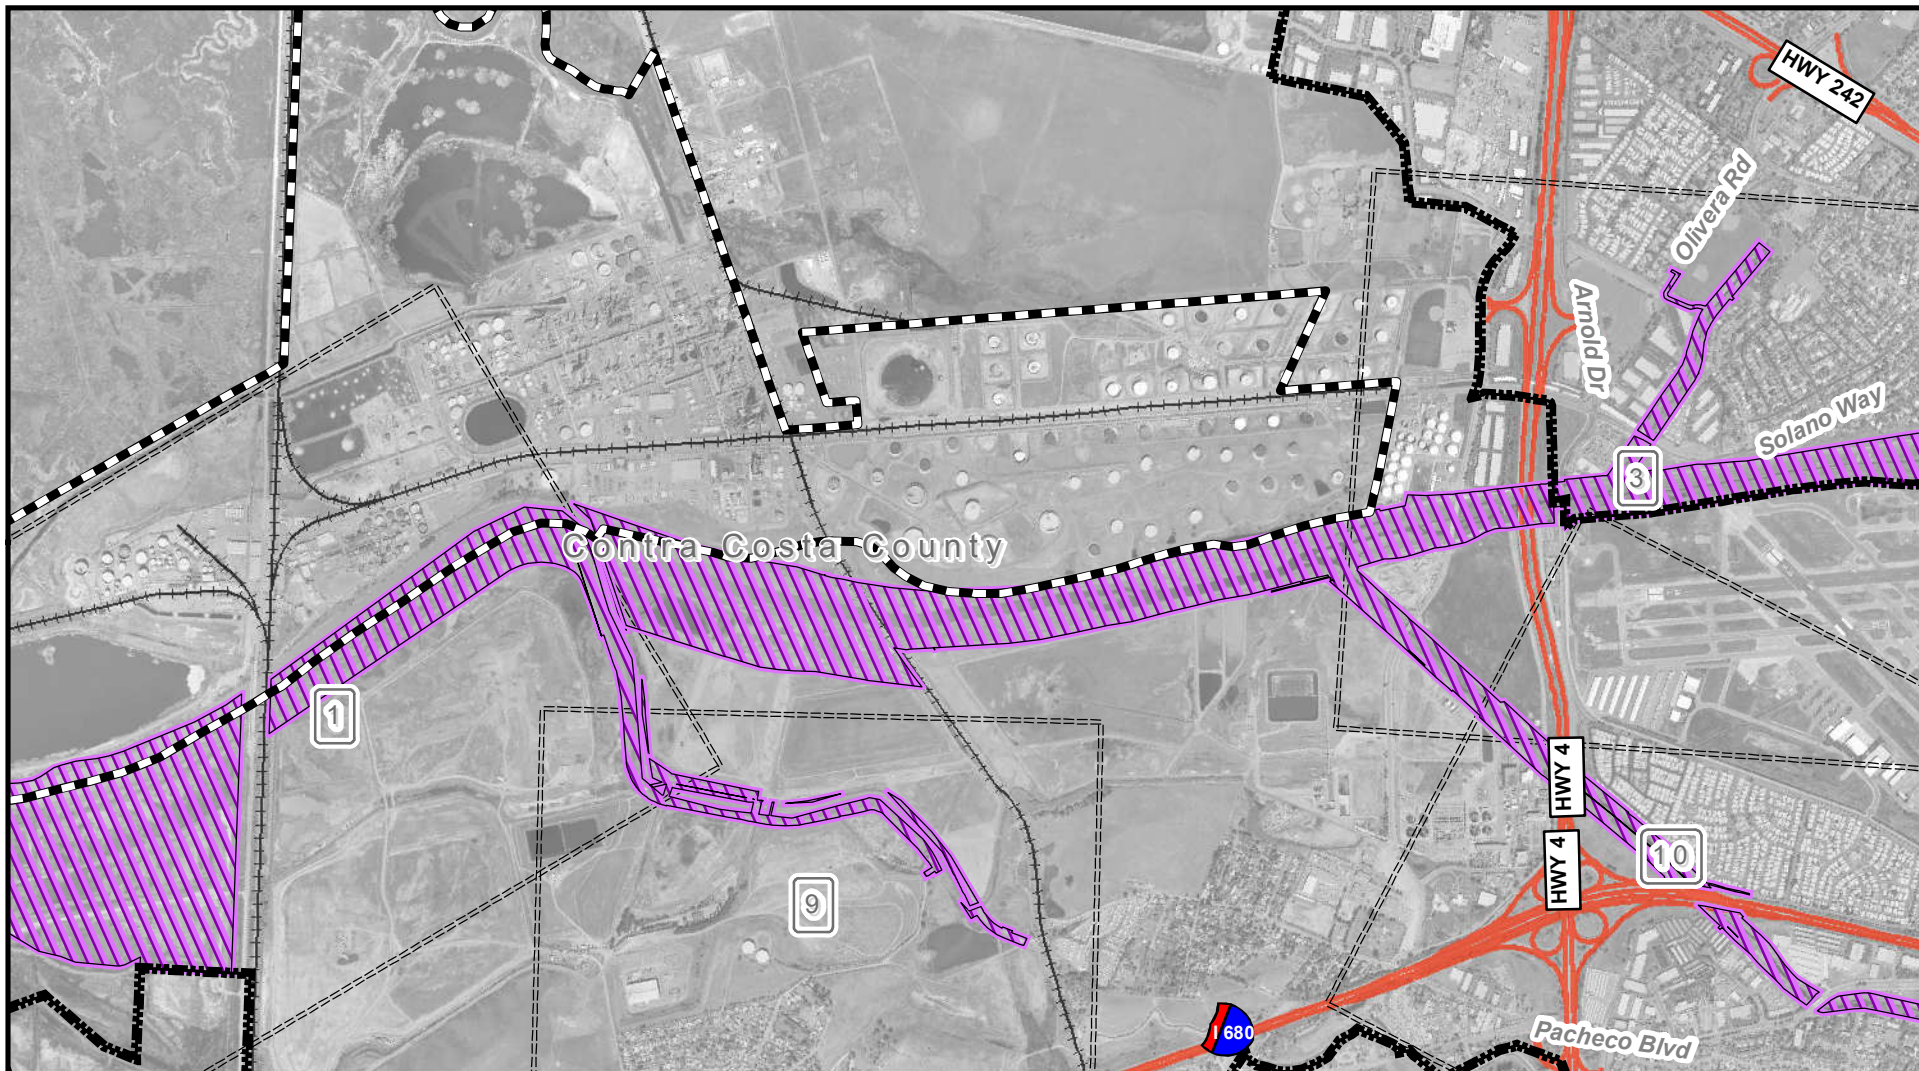 HWY 242
Olivera Rd
Arnold Dr
Solano Way
3
Contra Costa County
1
HWY 4
HWY 4
10
9
I 680
Pacheco Blvd